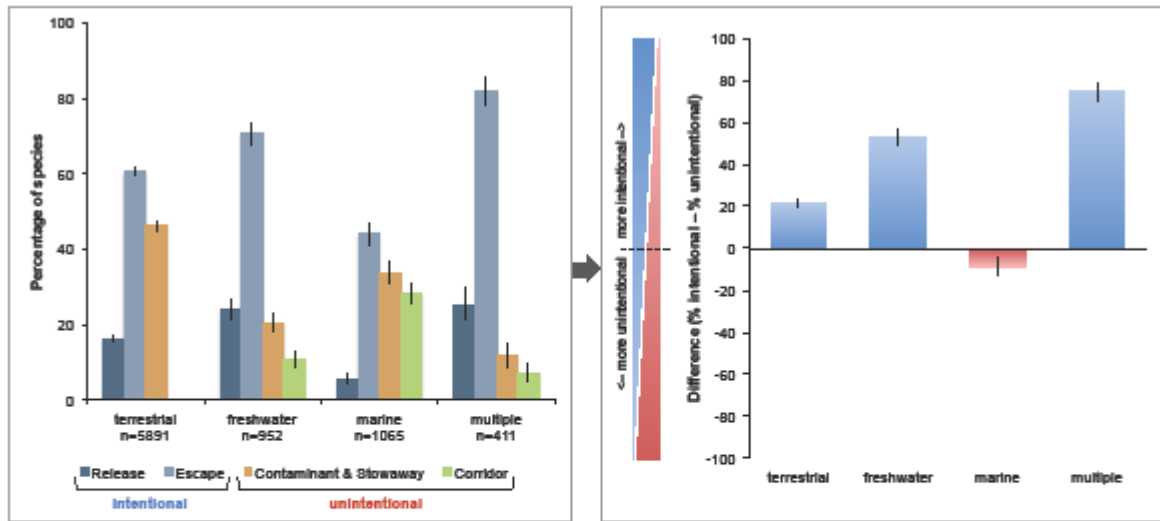 100
80
60
40
20
0
Percentage of species
terrestrial
n=5891
freshwater
n=952
marine
n=1065
multiple
n=411
Release
Escape
Contaminant & Stowaway
Corridor
intentional
unintentional
<-- more unintentional
more intentional -->
Difference (% intentional – % unintentional)
100
80
60
40
20
0
-20
-40
-60
-80
-100
terrestrial
freshwater
marine
multiple